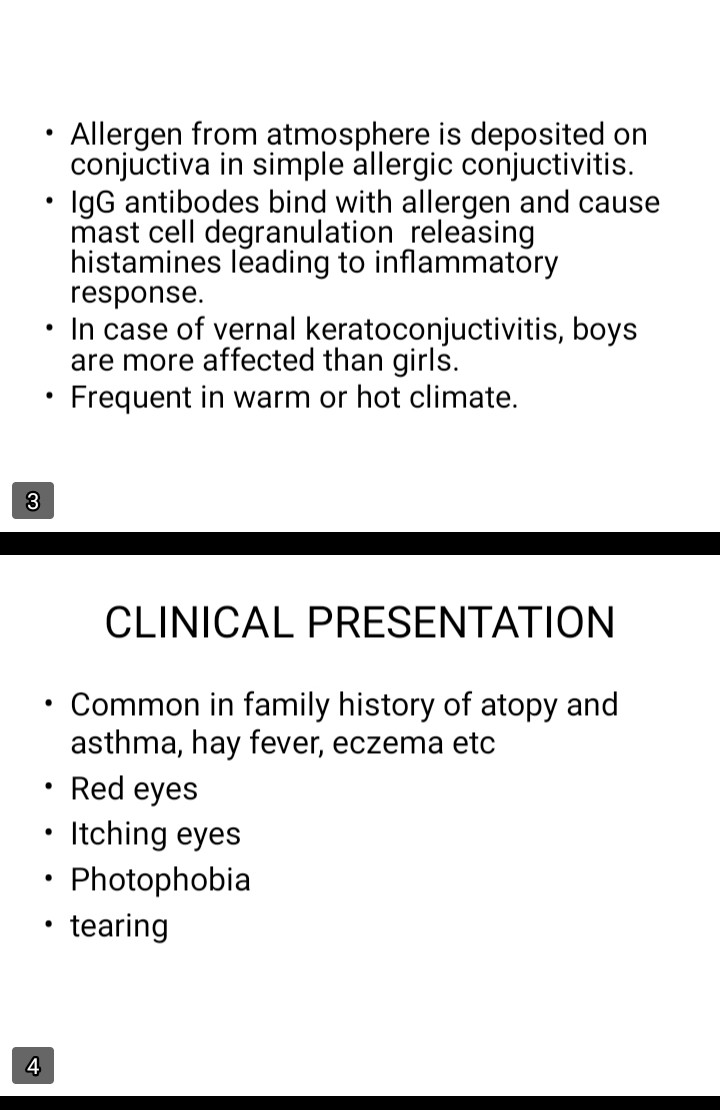 • Allergen from atmosphere is deposited on
conjuctiva in simple allergic conjuctivitis.
• IgG antibodes bind with allergen and cause
mast cell degranulation  releasing
histamines leading to inflammatory
response.
• In case of vernal keratoconjuctivitis, boys
are more affected than girls.
• Frequent in warm or hot climate.
3
CLINICAL PRESENTATION
• Common in family history of atopy and
asthma, hay fever, eczema etc
• Red eyes
• Itching eyes
• Photophobia
• tearing
4